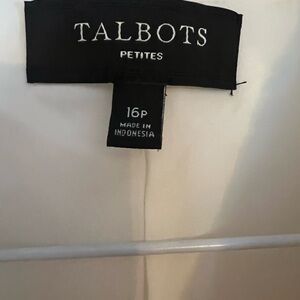 TALBOTS
PETITES
16P
MADE IN
INDONESIA